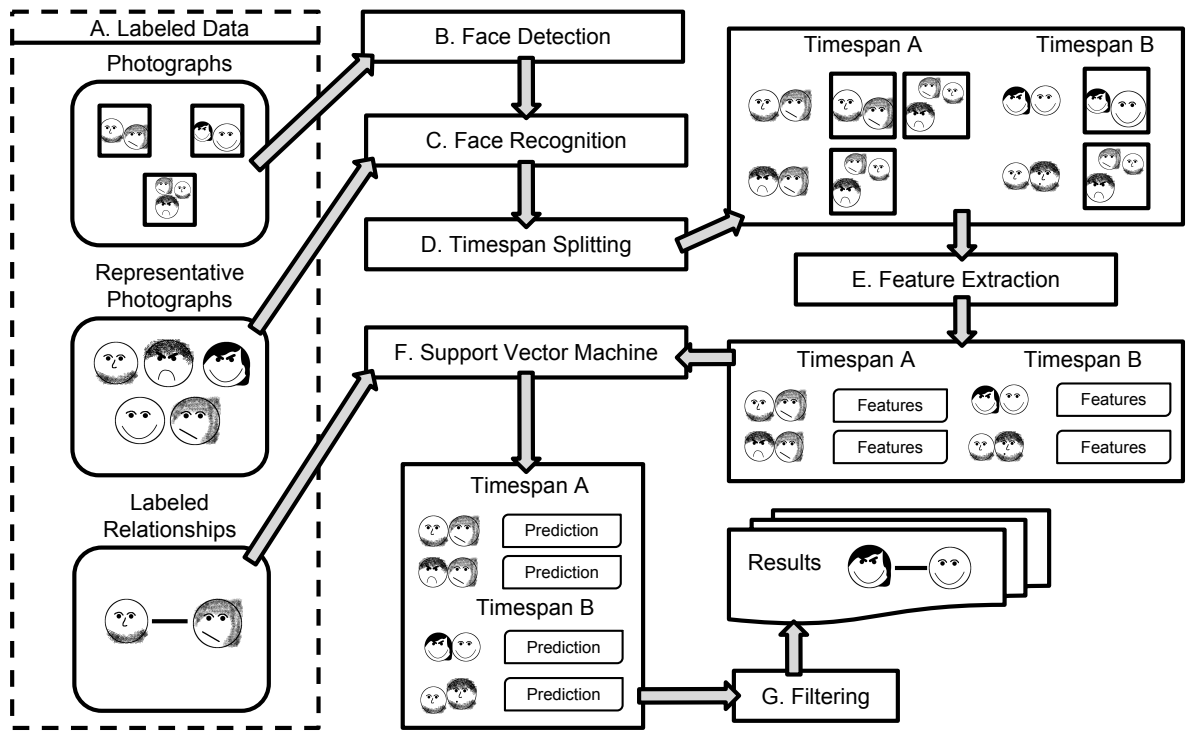 A. Labeled Data
Photographs
Representative
Photographs
Labeled
Relationships
B. Face Detection
C. Face Recognition
D. Timespan Splitting
Timespan A
Timespan B
E. Feature Extraction
Timespan A
Timespan B
Features
Features
Features
Features
F. Support Vector Machine
Timespan A
Prediction
Prediction
Timespan B
Prediction
Prediction
G. Filtering
Results